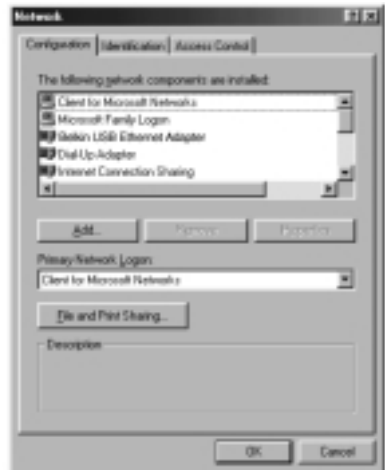 Network
Configuration Identification Access Control
The following network components are installed:
Client for Microsoft Networks
Microsoft Family Logon
Belkin USB Ethernet Adapter
Dial-Up Adapter
Internet Connection Sharing
Add... Remove Properties
Primary Network Logon:
Client for Microsoft Networks
File and Print Sharing...
Description
OK Cancel